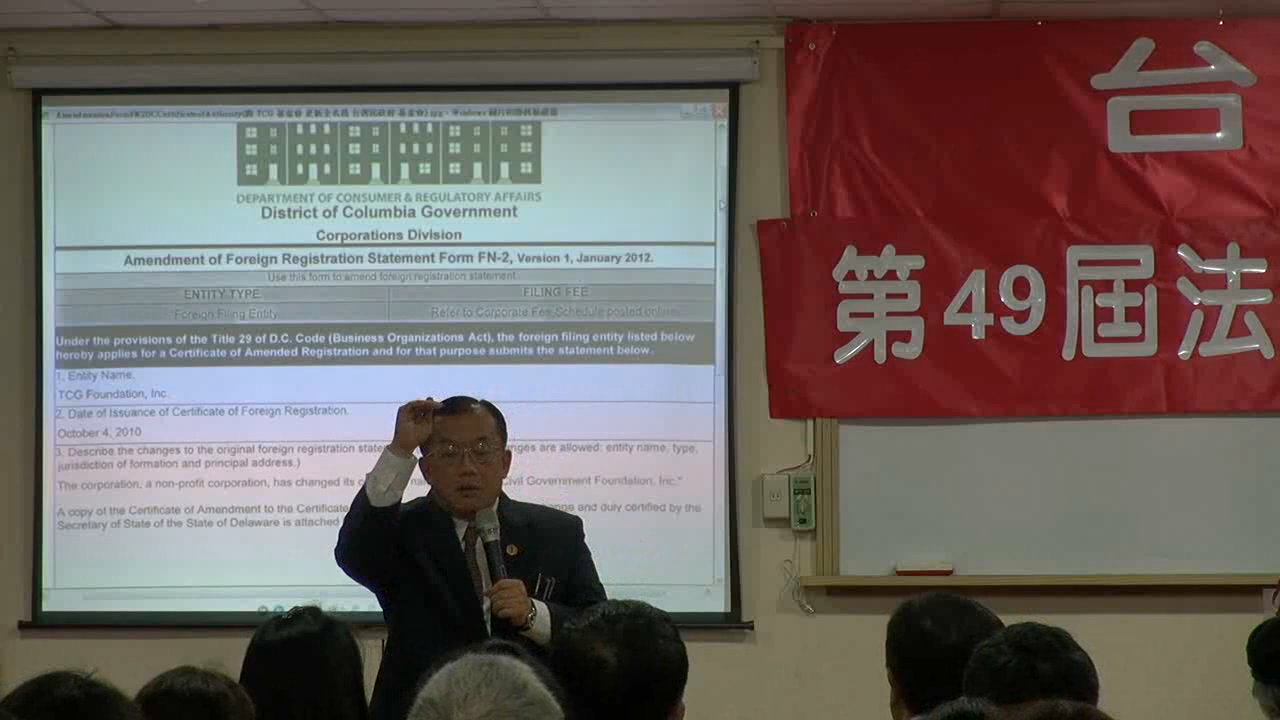 DEPARTMENT OF CONSUMER & REGULATORY AFFAIRS
District of Columbia Government
Corporations Division
Amendment of Foreign Registration Statement Form FN-2, Version 1, January 2012.
Use this form to amend foreign registration statement.
ENTITY TYPE
FILING FEE
Foreign Filing Entity
Refer to Corporate Fee Schedule posted online
Under the provisions of the Title 29 of D.C. Code (Business Organizations Act), the foreign filing entity listed below
hereby applies for a Certificate of Amended Registration and for that purpose submits the statement below.
1. Entity Name.
TCG Foundation, Inc.
2. Date of Issuance of Certificate of Foreign Registration.
October 4, 2010
3. Describe the changes to the original foreign registration nges are allowed: entity name, type,
jurisdiction of formation and principal address.)
The corporation, a non-profit corporation, has changed its Civil Government Foundation, Inc."
A copy of the Certificate of Amendment to the Certificate and duly certified by the
Secretary of State of the State of Delaware is attached
台
第49屆法